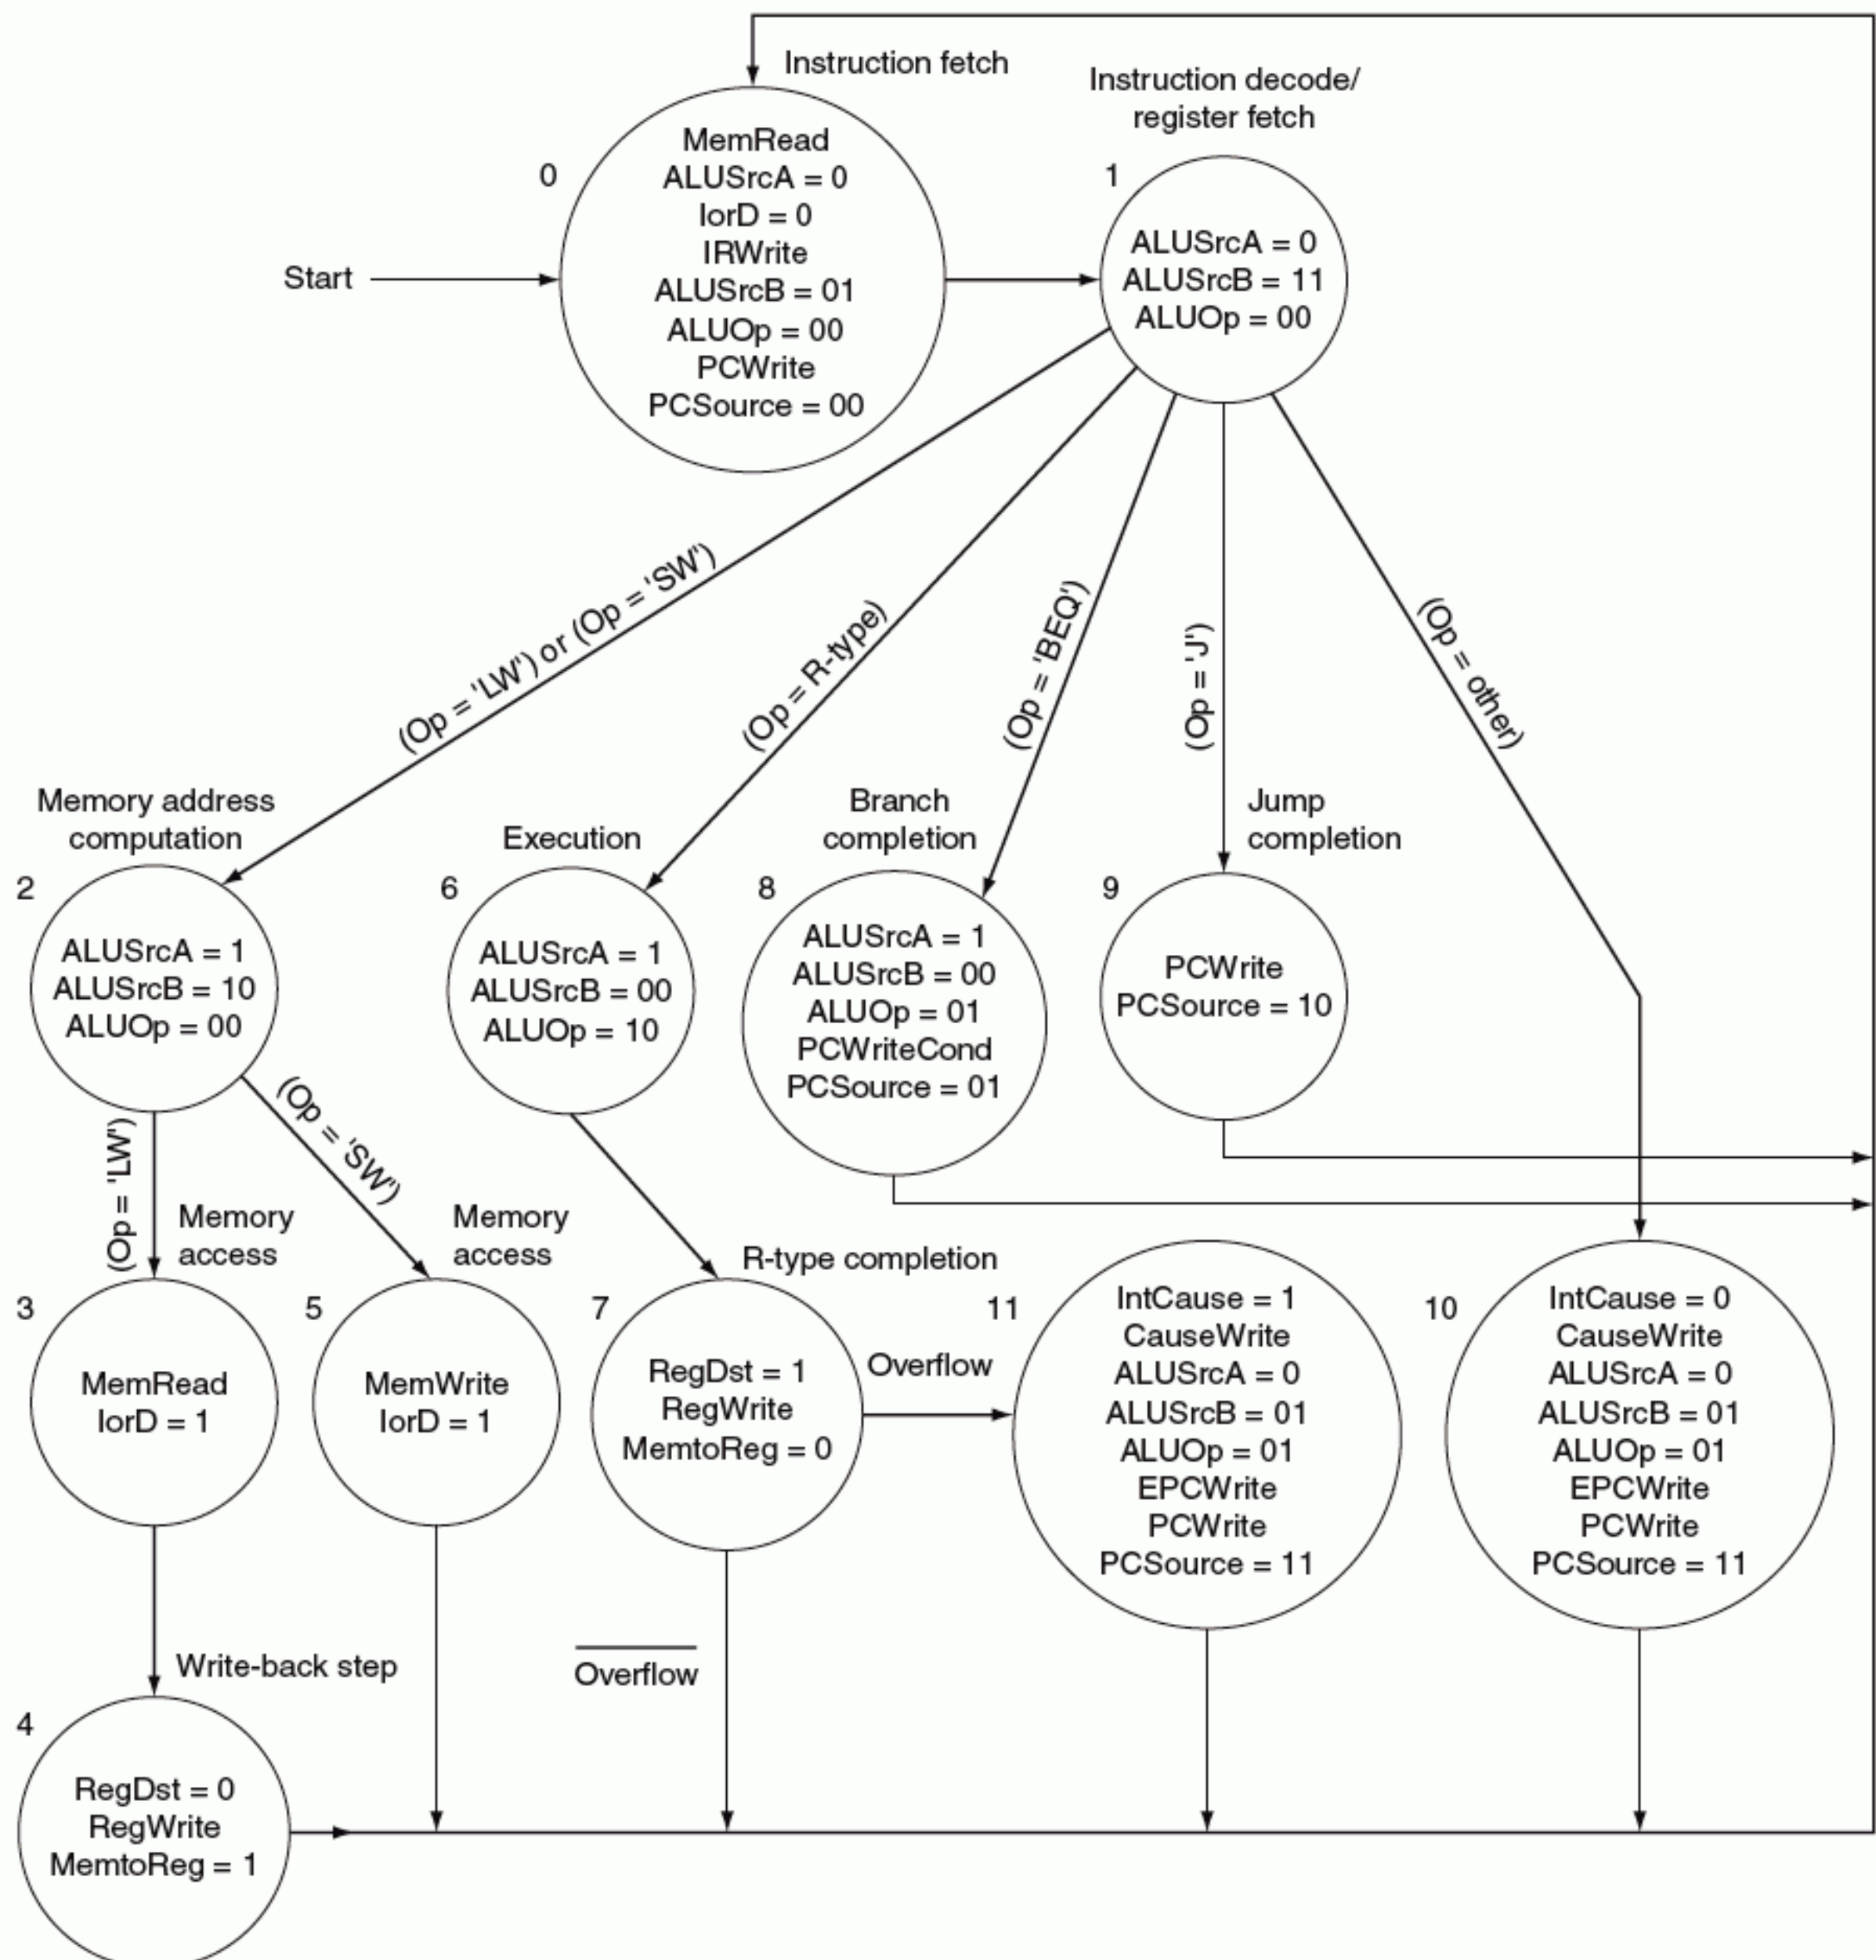 Instruction fetch
0
MemRead
ALUSrcA = 0
IorD = 0
IRWrite
ALUSrcB = 01
ALUOp = 00
PCWrite
PCSource = 00
Start
Instruction decode/
register fetch
1
ALUSrcA = 0
ALUSrcB = 11
ALUOp = 00
(Op = 'LW') or (Op = 'SW')
(Op = R-type)
(Op = 'BEQ')
(Op = 'J')
(Op = other)
Memory address
computation
2
ALUSrcA = 1
ALUSrcB = 10
ALUOp = 00
Execution
6
ALUSrcA = 1
ALUSrcB = 00
ALUOp = 10
Branch
completion
8
ALUSrcA = 1
ALUSrcB = 00
ALUOp = 01
PCWriteCond
PCSource = 01
Jump
completion
9
PCWrite
PCSource = 10
(Op = 'LW')
(Op = 'SW')
Memory
access
3
MemRead
IorD = 1
Memory
access
5
MemWrite
IorD = 1
R-type completion
7
RegDst = 1
RegWrite
MemtoReg = 0
Overflow
11
IntCause = 1
CauseWrite
ALUSrcA = 0
ALUSrcB = 01
ALUOp = 01
EPCWrite
PCWrite
PCSource = 11
10
IntCause = 0
CauseWrite
ALUSrcA = 0
ALUSrcB = 01
ALUOp = 01
EPCWrite
PCWrite
PCSource = 11
Write-back step
Overflow
4
RegDst = 0
RegWrite
MemtoReg = 1